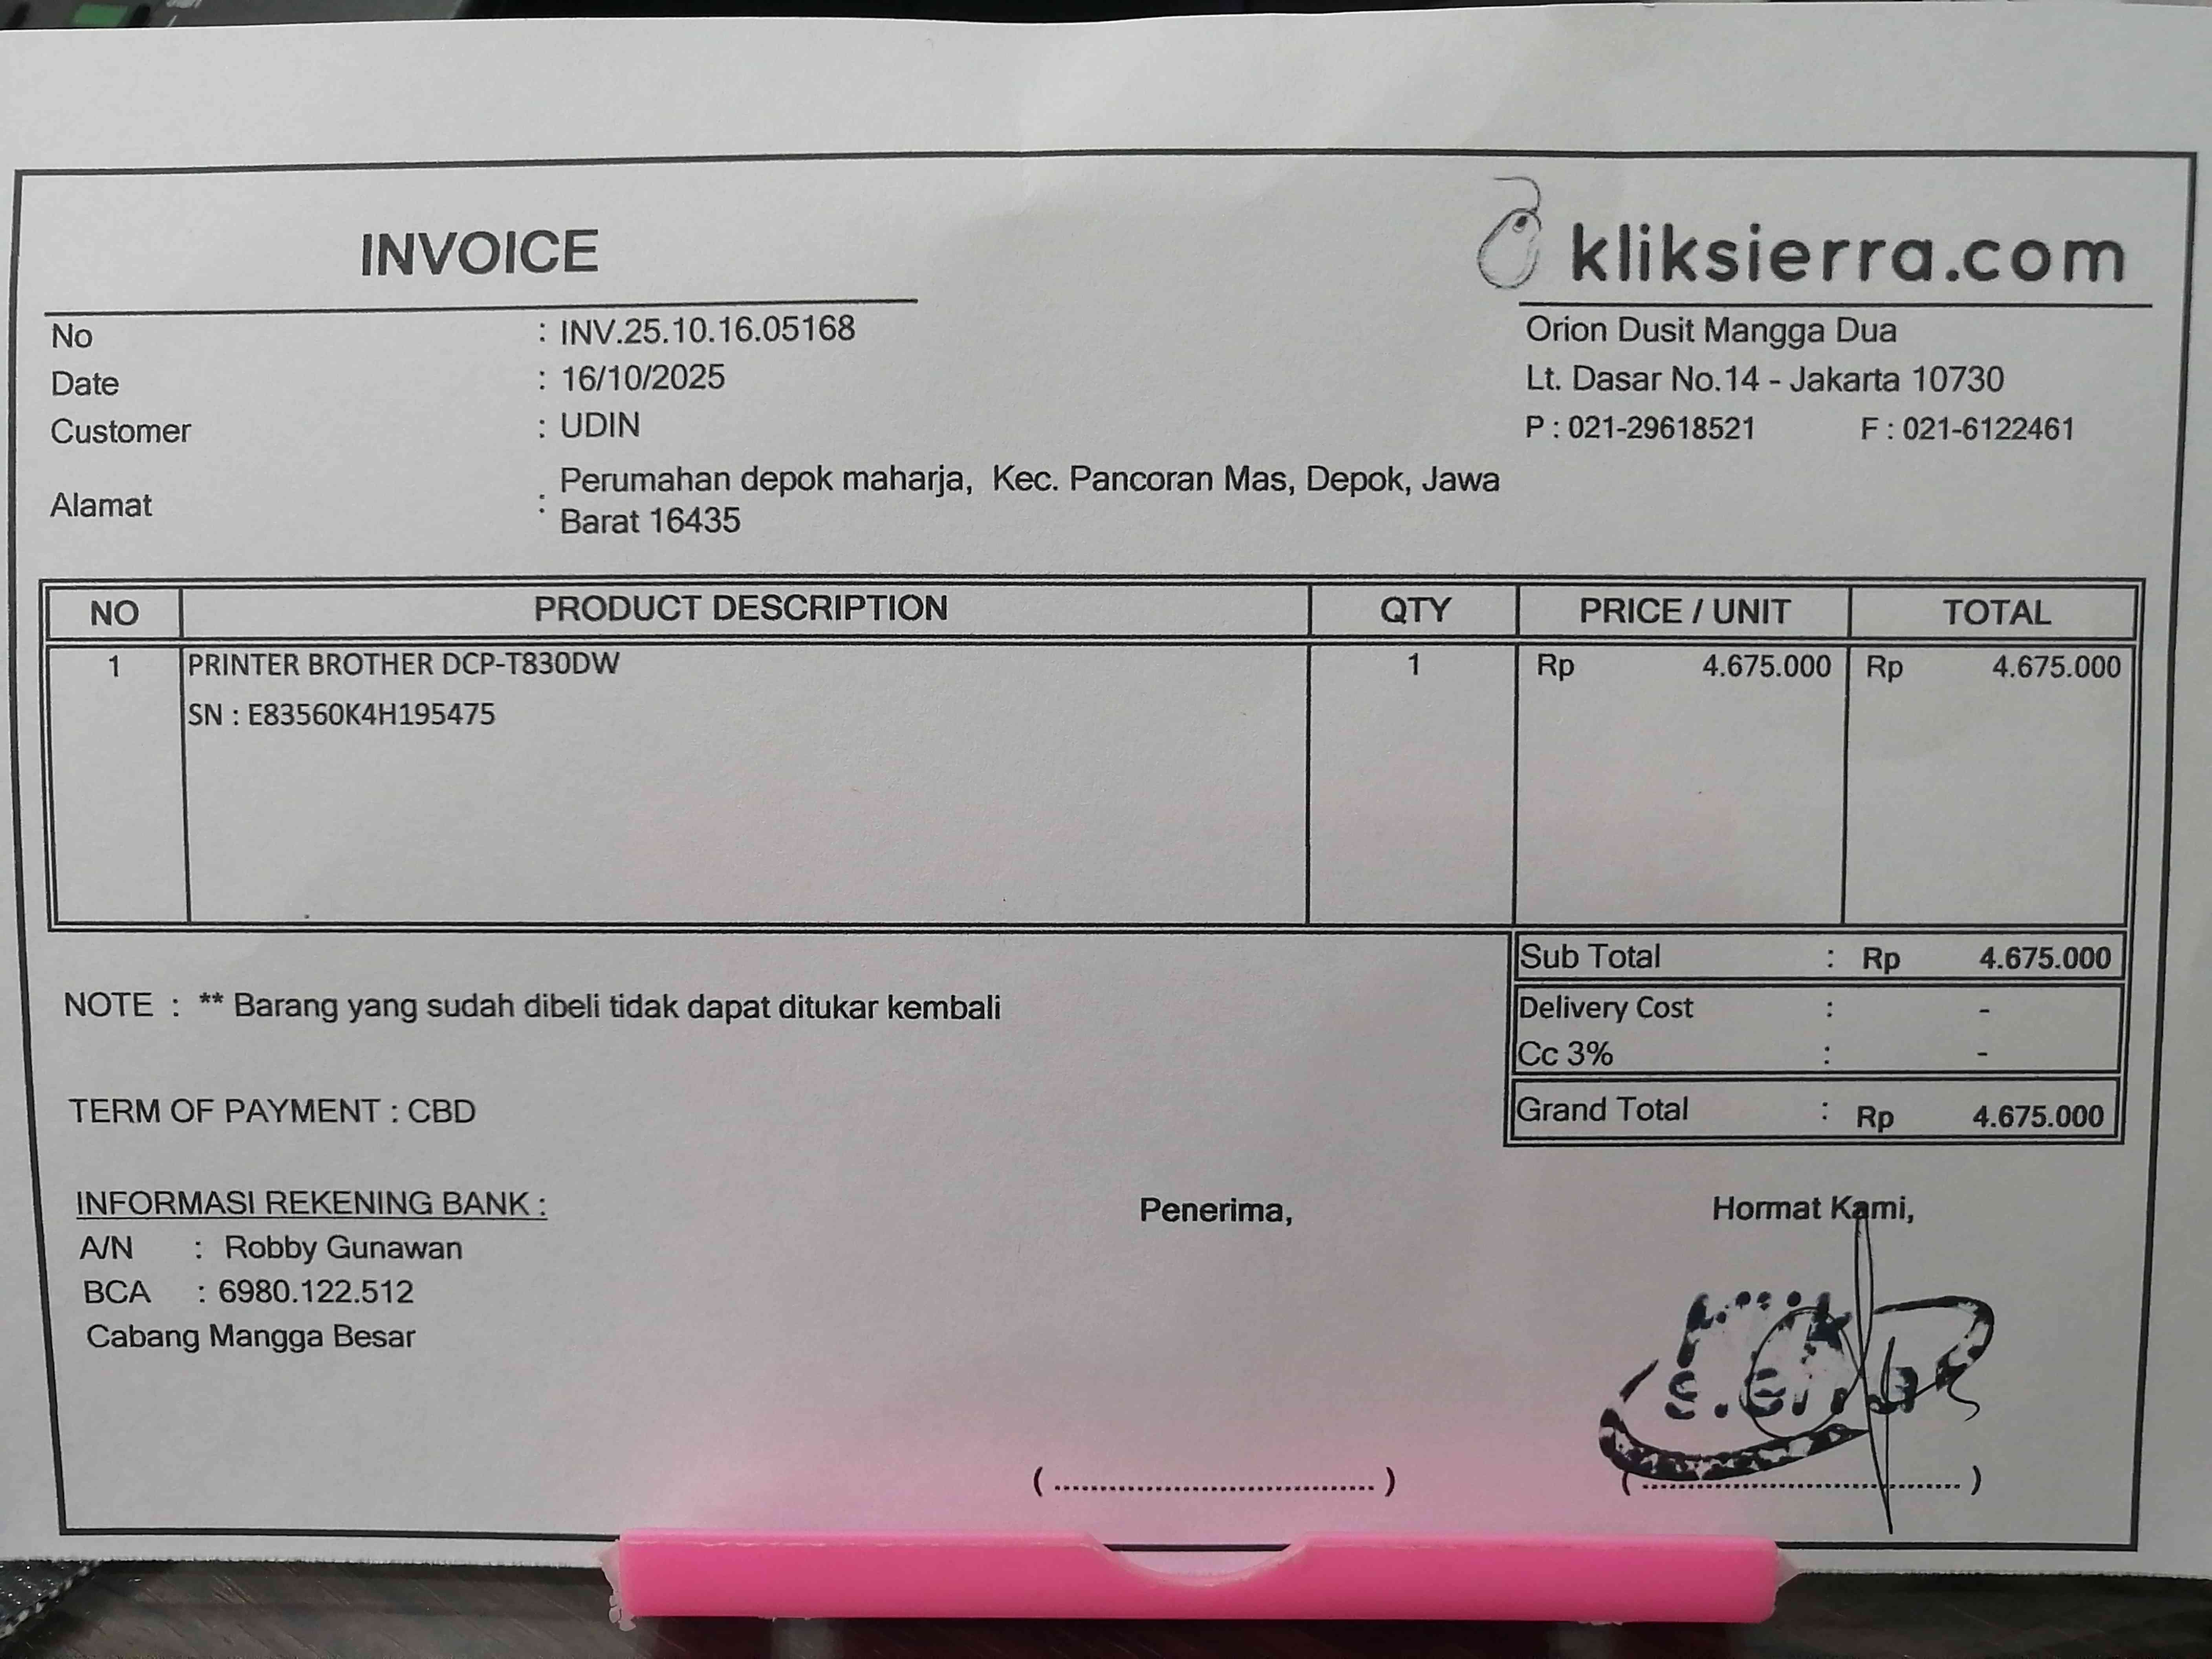 INVOICE
kliksierra.com
No : INV.25.10.16.05168
Date : 16/10/2025
Customer : UDIN
Alamat : Perumahan depok maharja, Kec. Pancoran Mas, Depok, Jawa
Barat 16435
Orion Dusit Mangga Dua
Lt. Dasar No.14 - Jakarta 10730
P : 021-29618521 F : 021-6122461
NO PRODUCT DESCRIPTION QTY PRICE / UNIT TOTAL
1 PRINTER BROTHER DCP-T830DW 1 Rp 4.675.000 Rp 4.675.000
SN : E83560K4H195475
Sub Total : Rp 4.675.000
Delivery Cost : -
Cc 3% : -
Grand Total : Rp 4.675.000
NOTE : ** Barang yang sudah dibeli tidak dapat ditukar kembali
TERM OF PAYMENT : CBD
INFORMASI REKENING BANK :
A/N : Robby Gunawan
BCA : 6980.122.512
Cabang Mangga Besar
Penerima,
(..................................)
Hormat Kami,
(..................................)